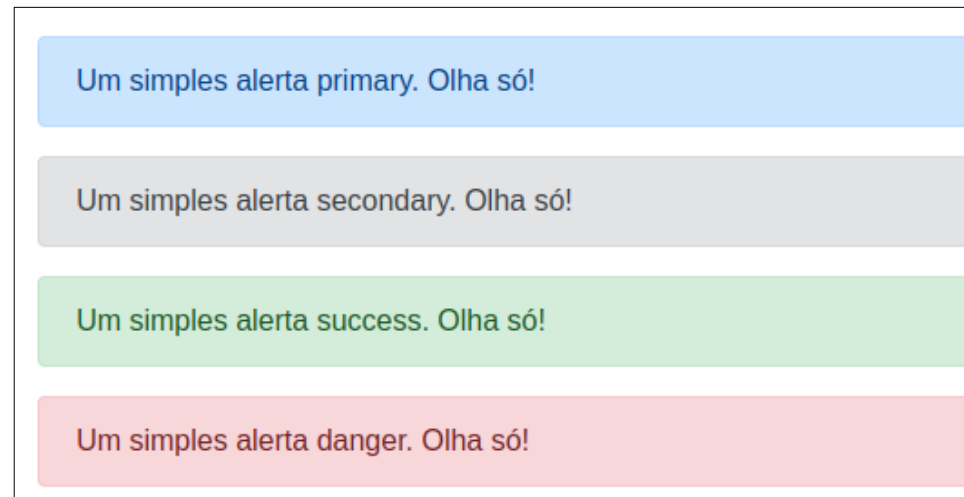 Um simples alerta primary. Olha só!
Um simples alerta secondary. Olha só!
Um simples alerta success. Olha só!
Um simples alerta danger. Olha só!